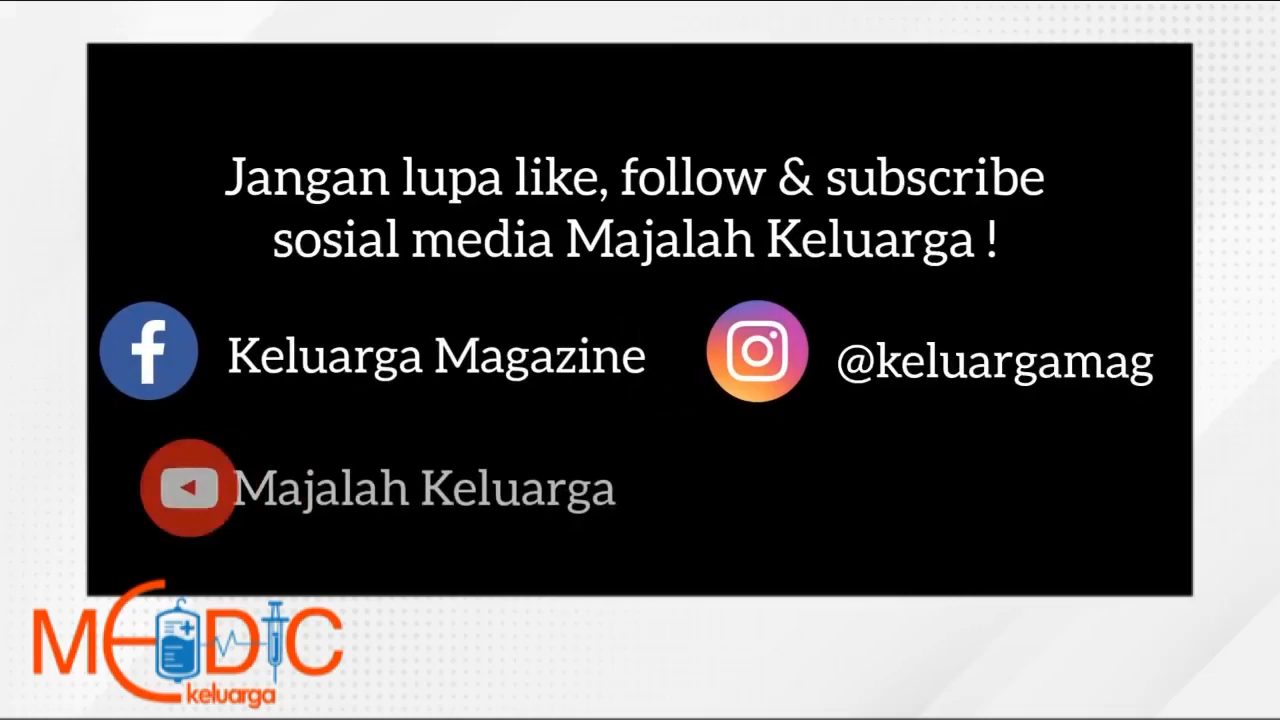 Jangan lupa like, follow & subscribe
sosial media Majalah Keluarga !
Keluarga Magazine
@keluargamag
Majalah Keluarga
MEDIC
keluarga